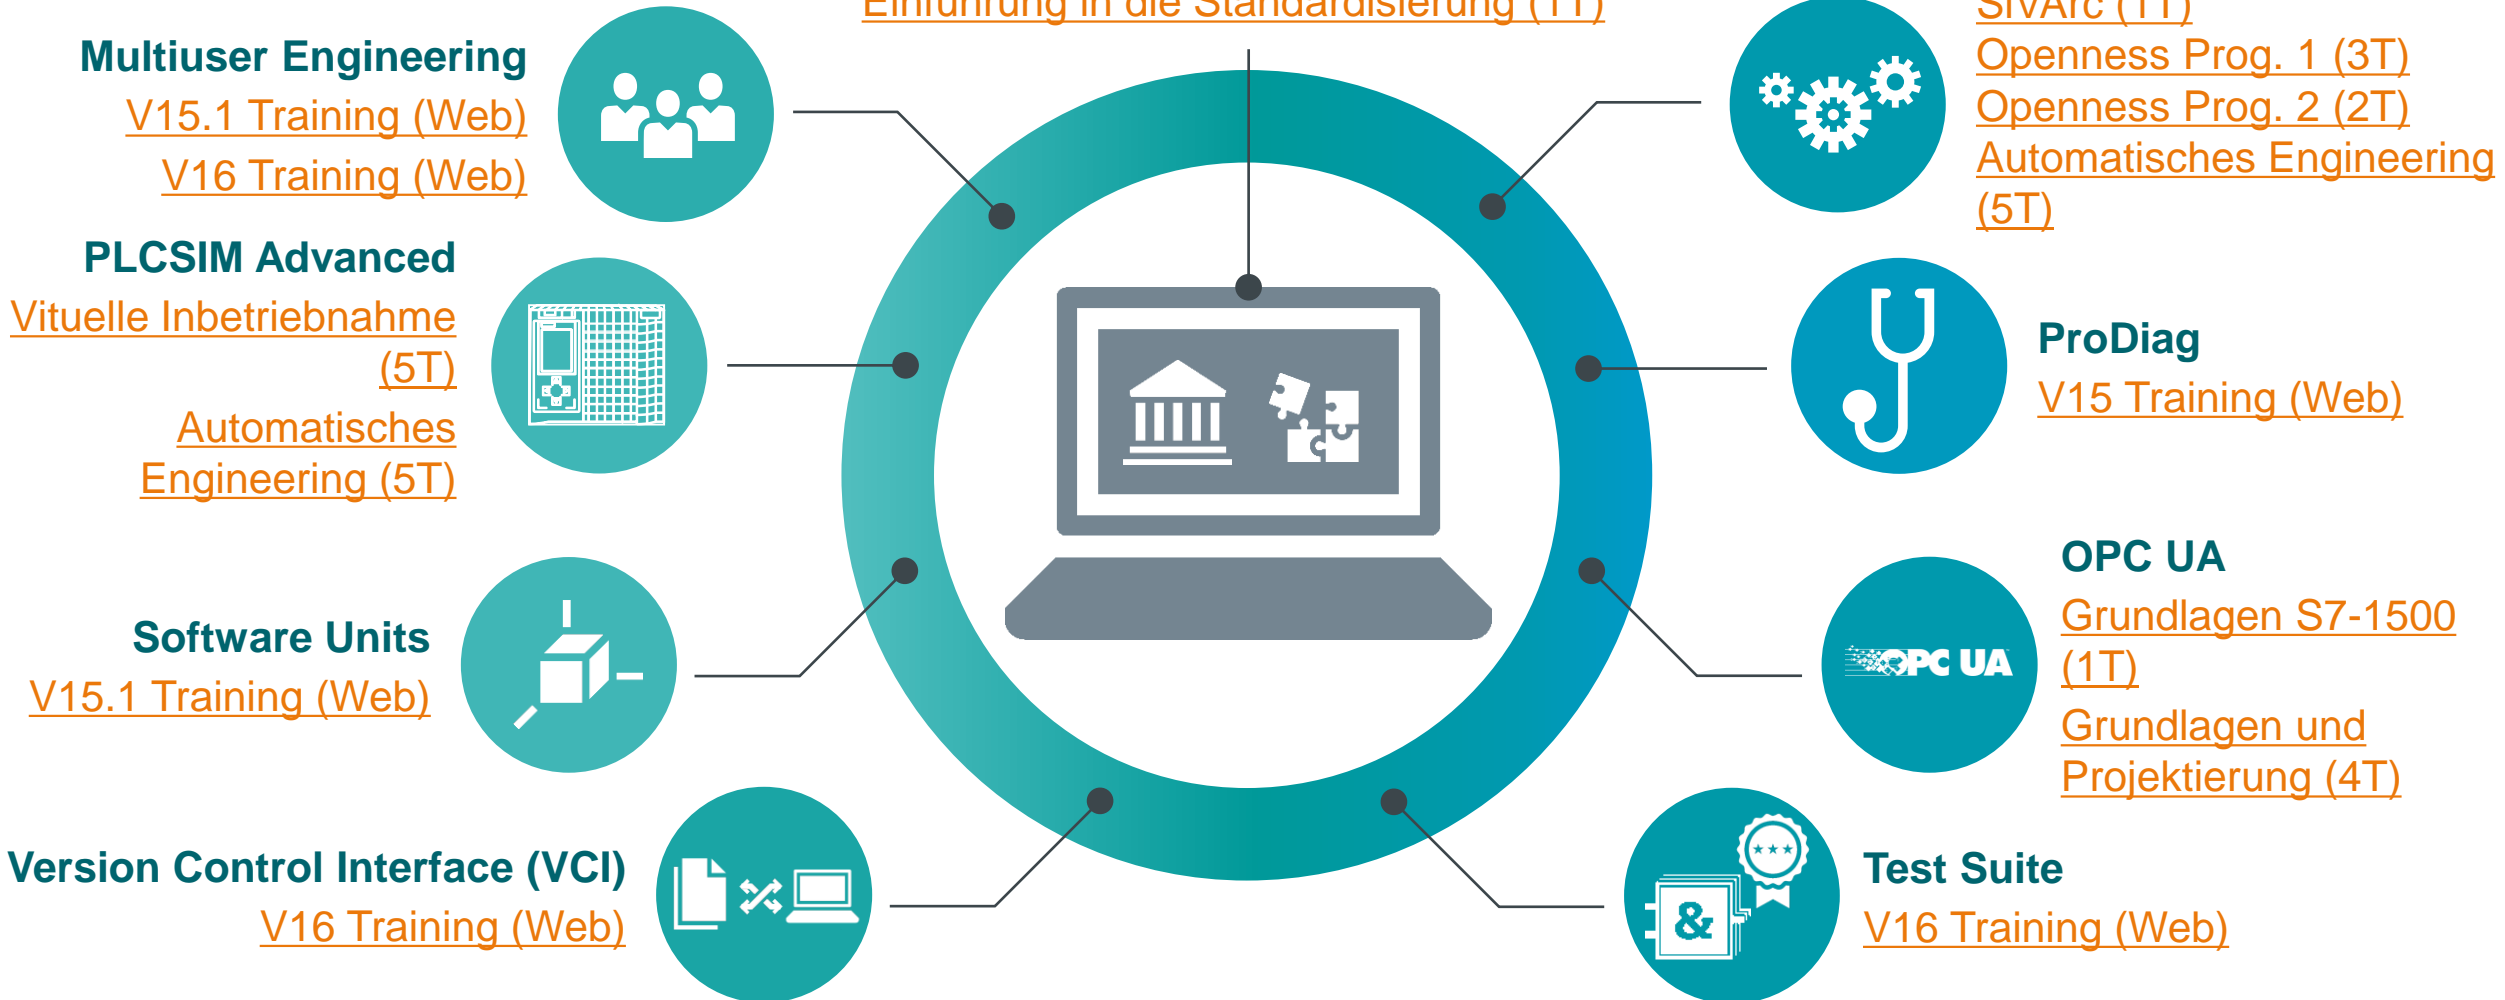 Einführung in die Standardisierung (1T)
Multiuser Engineering
V15.1 Training (Web)
V16 Training (Web)
PLCSIM Advanced
Vituelle Inbetriebnahme
(5T)
Automatisches
Engineering (5T)
Software Units
V15.1 Training (Web)
Version Control Interface (VCI)
V16 Training (Web)
SiVArc (1T)
Openness Prog. 1 (3T)
Openness Prog. 2 (2T)
Automatisches Engineering
(5T)
ProDiag
V15 Training (Web)
OPC UA
Grundlagen S7-1500
(1T)
Grundlagen und
Projektierung (4T)
OPC UA
Test Suite
V16 Training (Web)
&